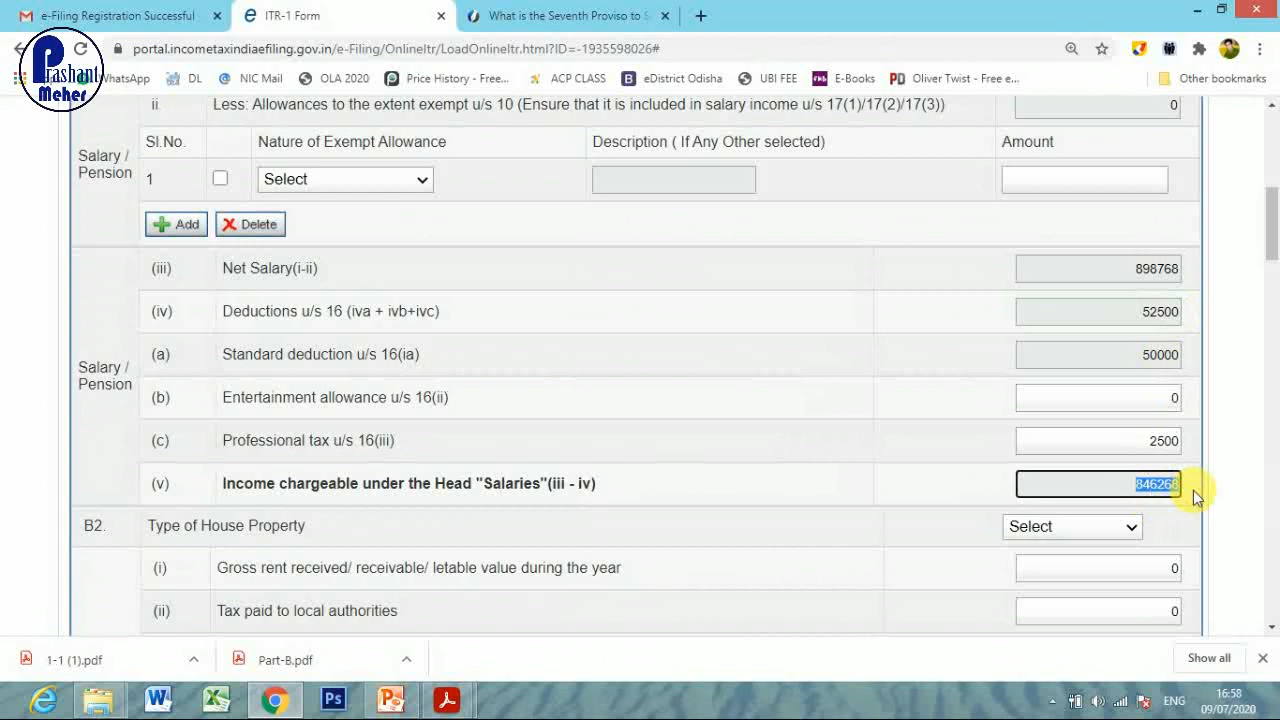 e-Filing Registration Successful
ITR-1 Form
What is the Seventh Proviso to S
portal.incometaxindiaefiling.gov.in/e-Filing/OnlineItr/LoadOnlineItr.html?ID=-1935598026#
Prashant
Meher
WhatsApp
DL
NIC Mail
OLA 2020
Price History - Free...
ACP CLASS
eDistrict Odisha
UBI FEE
E-Books
Oliver Twist - Free e...
Other bookmarks
ii Less: Allowances to the extent exempt u/s 10 (Ensure that it is included in salary income u/s 17(1)/17(2)/17(3)) 0
Salary /
Pension
Sl.No. Nature of Exempt Allowance Description ( If Any Other selected) Amount
1 Select
Add Delete
(iii) Net Salary(i-ii) 898768
(iv) Deductions u/s 16 (iva + ivb+ivc) 52500
(a) Standard deduction u/s 16(ia) 50000
Salary /
Pension
(b) Entertainment allowance u/s 16(ii) 0
(c) Professional tax u/s 16(iii) 2500
(v) Income chargeable under the Head "Salaries"(iii - iv) 846268
B2. Type of House Property Select
(i) Gross rent received/ receivable/ letable value during the year 0
(ii) Tax paid to local authorities 0
1-1 (1).pdf
Part-B.pdf
Show all
ENG
16:58
09/07/2020